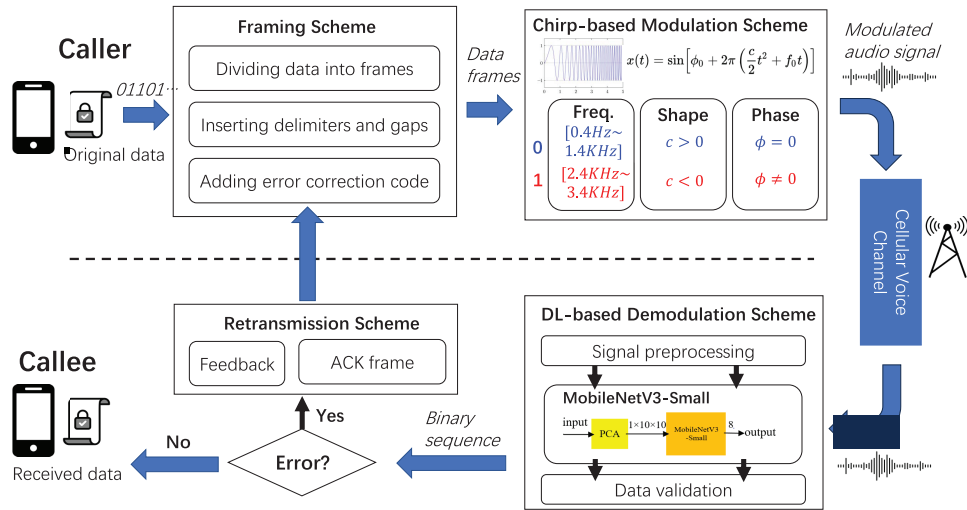 Caller
01101...
Original data
Framing Scheme
Dividing data into frames
Inserting delimiters and gaps
Adding error correction code
Data
frames
Chirp-based Modulation Scheme
x(t) = sin[ϕ₀ + 2π (c/2 t² + f₀t)]
Freq.
Shape
Phase
0
[0.4Hz~
1.4KHz]
c > 0
ϕ = 0
1
[2.4KHz~
3.4KHz]
c < 0
ϕ ≠ 0
Modulated
audio signal
Cellular Voice
Channel
Callee
Received data
Retransmission Scheme
Feedback
ACK frame
Yes
No
Error?
Binary
sequence
DL-based Demodulation Scheme
Signal preprocessing
MobileNetV3-Small
input
PCA
1×10×10
MobileNetV3
-Small
8
output
Data validation